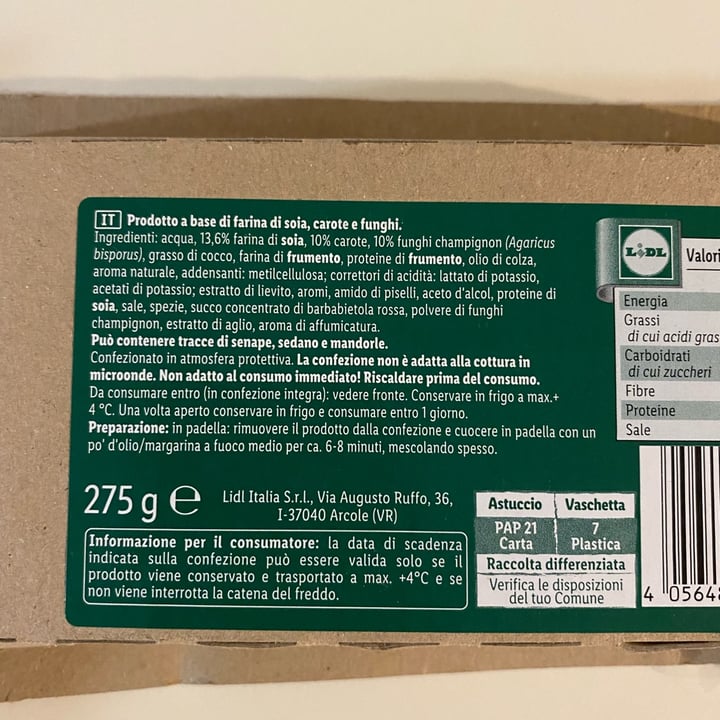 IT Prodotto a base di farina di soia, carote e funghi.
Ingredienti: acqua, 13,6% farina di soia, 10% carote, 10% funghi champignon (Agaricus
bisporus), grasso di cocco, farina di frumento, proteine di frumento, olio di colza,
aroma naturale, addensanti: metilcellulosa; correttori di acidità: lattato di potassio,
acetati di potassio; estratto di lievito, aromi, amido di piselli, aceto d'alcol, proteine di
soia, sale, spezie, succo concentrato di barbabietola rossa, polvere di funghi
champignon, estratto di aglio, aroma di affumicatura.
Può contenere tracce di senape, sedano e mandorle.
Confezionato in atmosfera protettiva. La confezione non è adatta alla cottura in
microonde. Non adatto al consumo immediato! Riscaldare prima del consumo.
Da consumare entro (in confezione integra): vedere fronte. Conservare in frigo a max.+
4 °C. Una volta aperto conservare in frigo e consumare entro 1 giorno.
Preparazione: in padella: rimuovere il prodotto dalla confezione e cuocere in padella con un
po' d'olio/margarina a fuoco medio per ca. 6-8 minuti, mescolando spesso.
275 g e
Lidl Italia S.r.l., Via Augusto Ruffo, 36,
I-37040 Arcole (VR)
Informazione per il consumatore: la data di scadenza
indicata sulla confezione può essere valida solo se il
prodotto viene conservato e trasportato a max. +4°C e se
non viene interrotta la catena del freddo.
Astuccio Vaschetta
PAP 21 7
Carta Plastica
Raccolta differenziata
Verifica le disposizioni
del tuo Comune
LIDL
Valori
Energia
Grassi
di cui acidi gras
Carboidrati
di cui zuccheri
Fibre
Proteine
Sale
4 05648